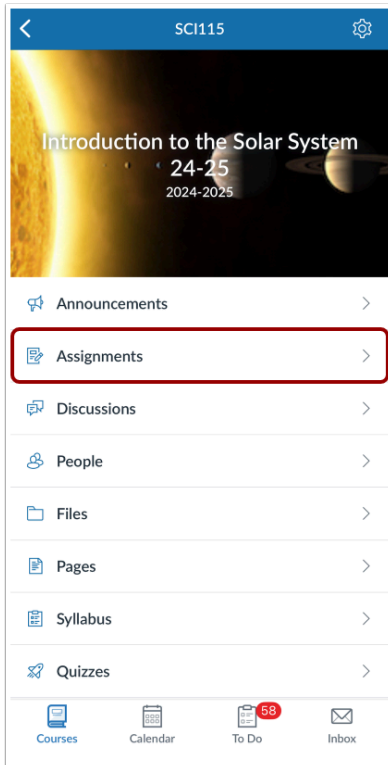 SCI115
Introduction to the Solar System
24-25
2024-2025
Announcements
Assignments
Discussions
People
Files
Pages
Syllabus
Quizzes
58
Courses Calendar To Do Inbox